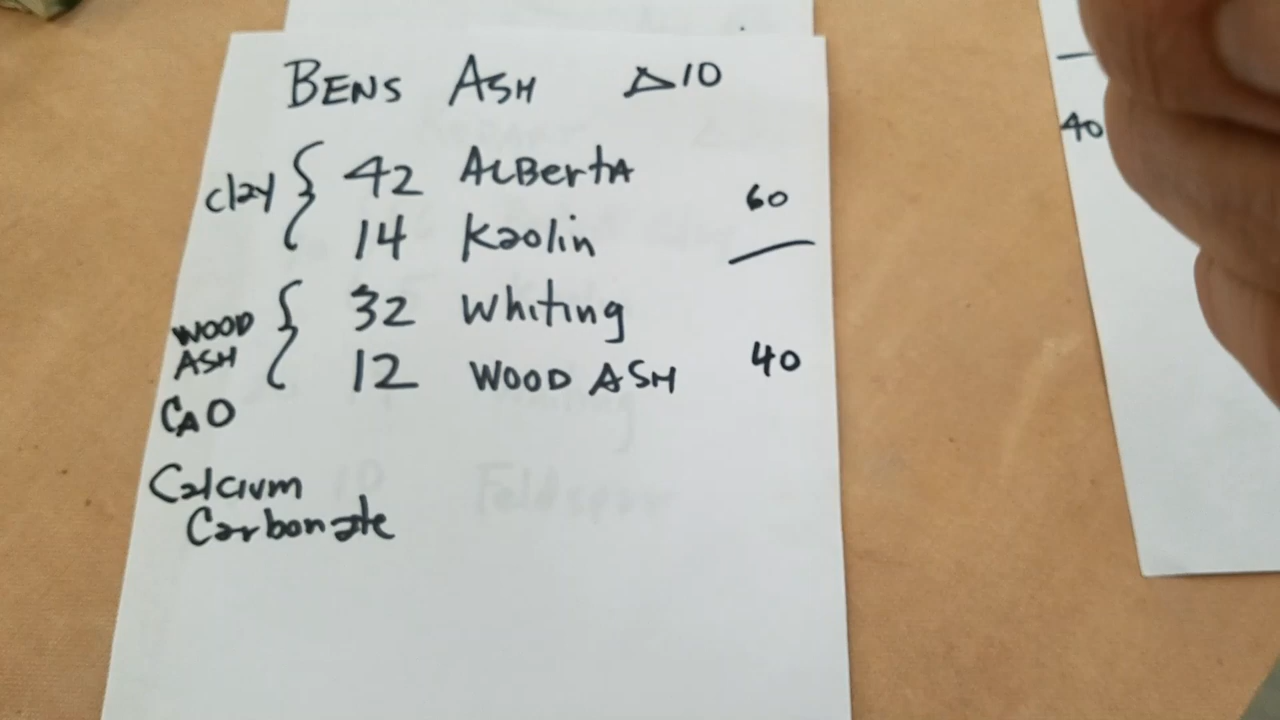 BENS ASH △10
Clay { 42 ALBertA
14 Kaolin
60
WOOD ASH { 32 Whiting
12 WOOD ASH
40
CAO
Calcium
Carbonate
40